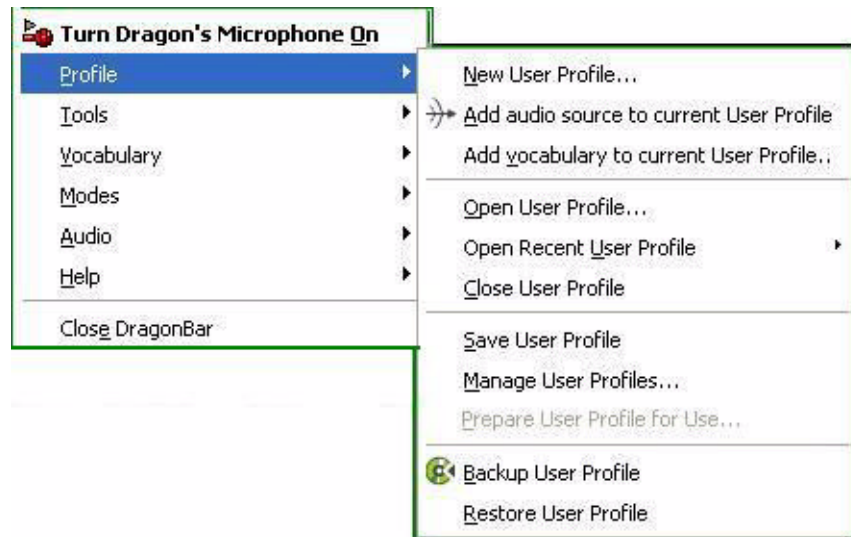 Turn Dragon's Microphone On
Profile
Tools
Vocabulary
Modes
Audio
Help
Close DragonBar
New User Profile...
Add audio source to current User Profile
Add vocabulary to current User Profile..
Open User Profile...
Open Recent User Profile
Close User Profile
Save User Profile
Manage User Profiles...
Prepare User Profile for Use...
Backup User Profile
Restore User Profile